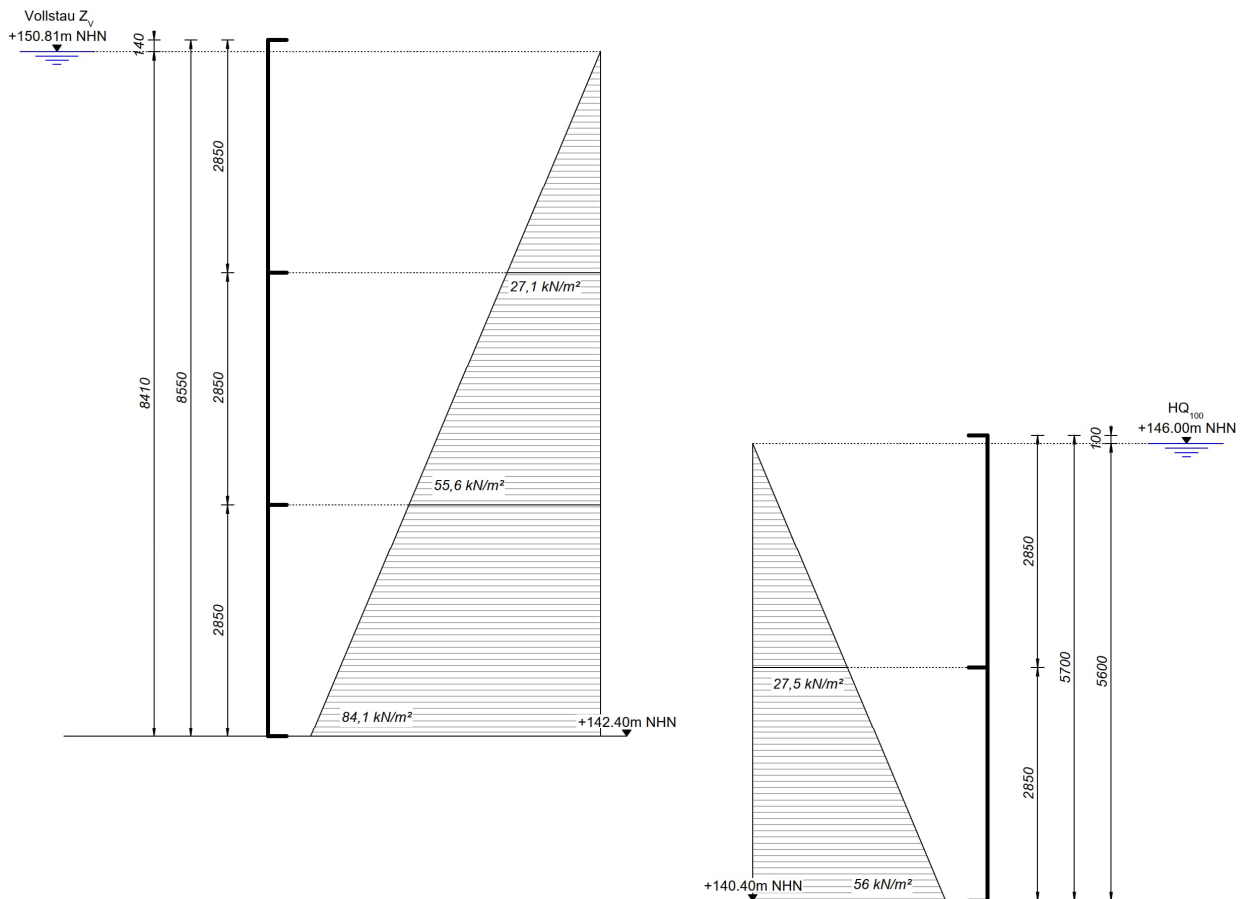 Vollstau Zᵥ
+150.81m NHN
140
2850
27,1 kN/m²
8410
8550
2850
55,6 kN/m²
2850
84,1 kN/m²
+142.40m NHN
HQ₁₀₀
+146.00m NHN
100
2850
5700
5600
27,5 kN/m²
2850
+140.40m NHN
56 kN/m²